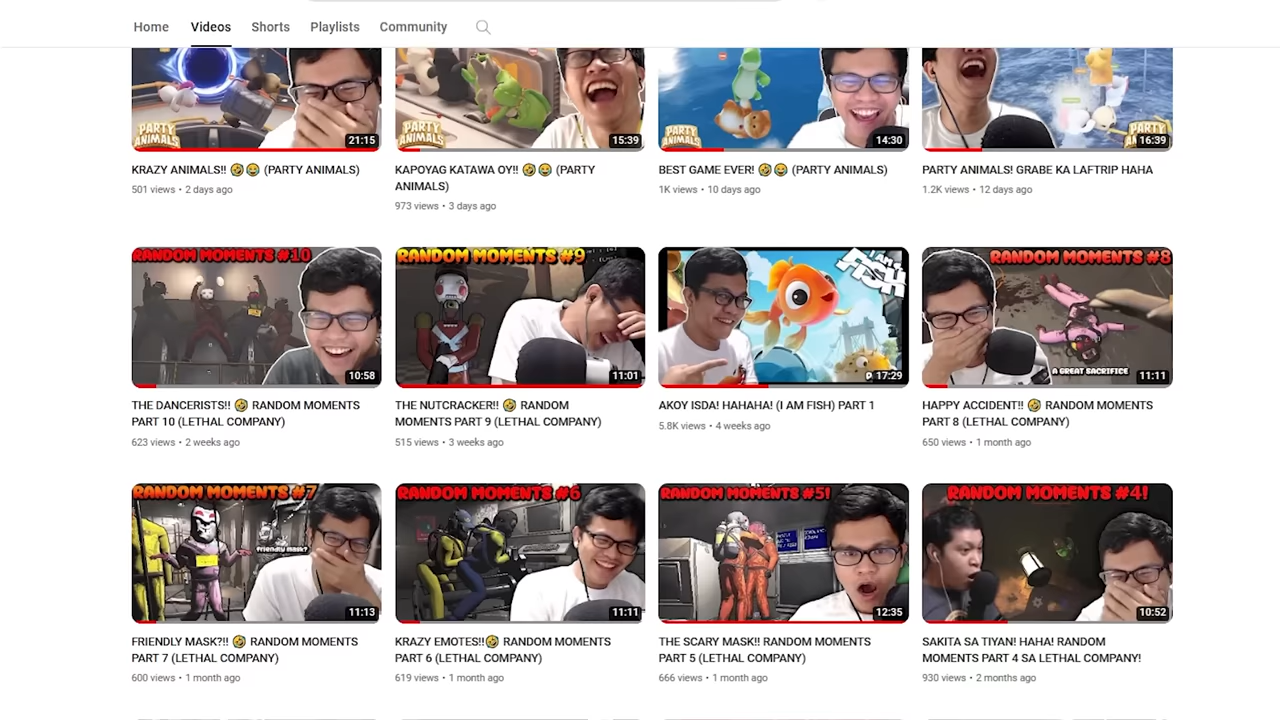 Home Videos Shorts Playlists Community
PARTY ANIMALS 21:15
PARTY ANIMALS 15:39
PARTY ANIMALS 14:30
PARTY ANIMALS 16:39
KRAZY ANIMALS!! 🤣😂 (PARTY ANIMALS)
501 views • 2 days ago
KAPOYAG KATAWA OY!! 🤣😂 (PARTY
ANIMALS)
973 views • 3 days ago
BEST GAME EVER! 🤣😂 (PARTY ANIMALS)
1K views • 10 days ago
PARTY ANIMALS! GRABE KA LAFTRIP HAHA
1.2K views • 12 days ago
RANDOM MOMENTS #10
10:58
THE DANCERISTS!! 🤣 RANDOM MOMENTS
PART 10 (LETHAL COMPANY)
623 views • 2 weeks ago
RANDOM MOMENTS #9
11:01
THE NUTCRACKER!! 🤣 RANDOM
MOMENTS PART 9 (LETHAL COMPANY)
515 views • 3 weeks ago
I AM
FISH
17:29
AKOY ISDA! HAHAHA! (I AM FISH) PART 1
5.8K views • 4 weeks ago
RANDOM MOMENTS #8
A GREAT SACRIFICE
11:11
HAPPY ACCIDENT!! 🤣 RANDOM MOMENTS
PART 8 (LETHAL COMPANY)
650 views • 1 month ago
RANDOM MOMENTS #7
friendly mask?
11:13
FRIENDLY MASK?!! 🤣 RANDOM MOMENTS
PART 7 (LETHAL COMPANY)
600 views • 1 month ago
RANDOM MOMENTS #6
11:11
KRAZY EMOTES!!🤣 RANDOM MOMENTS
PART 6 (LETHAL COMPANY)
619 views • 1 month ago
RANDOM MOMENTS #5!
12:35
THE SCARY MASK!! RANDOM MOMENTS
PART 5 (LETHAL COMPANY)
666 views • 1 month ago
RANDOM MOMENTS #4!
10:52
SAKITA SA TIYAN! HAHA! RANDOM
MOMENTS PART 4 SA LETHAL COMPANY!
930 views • 2 months ago